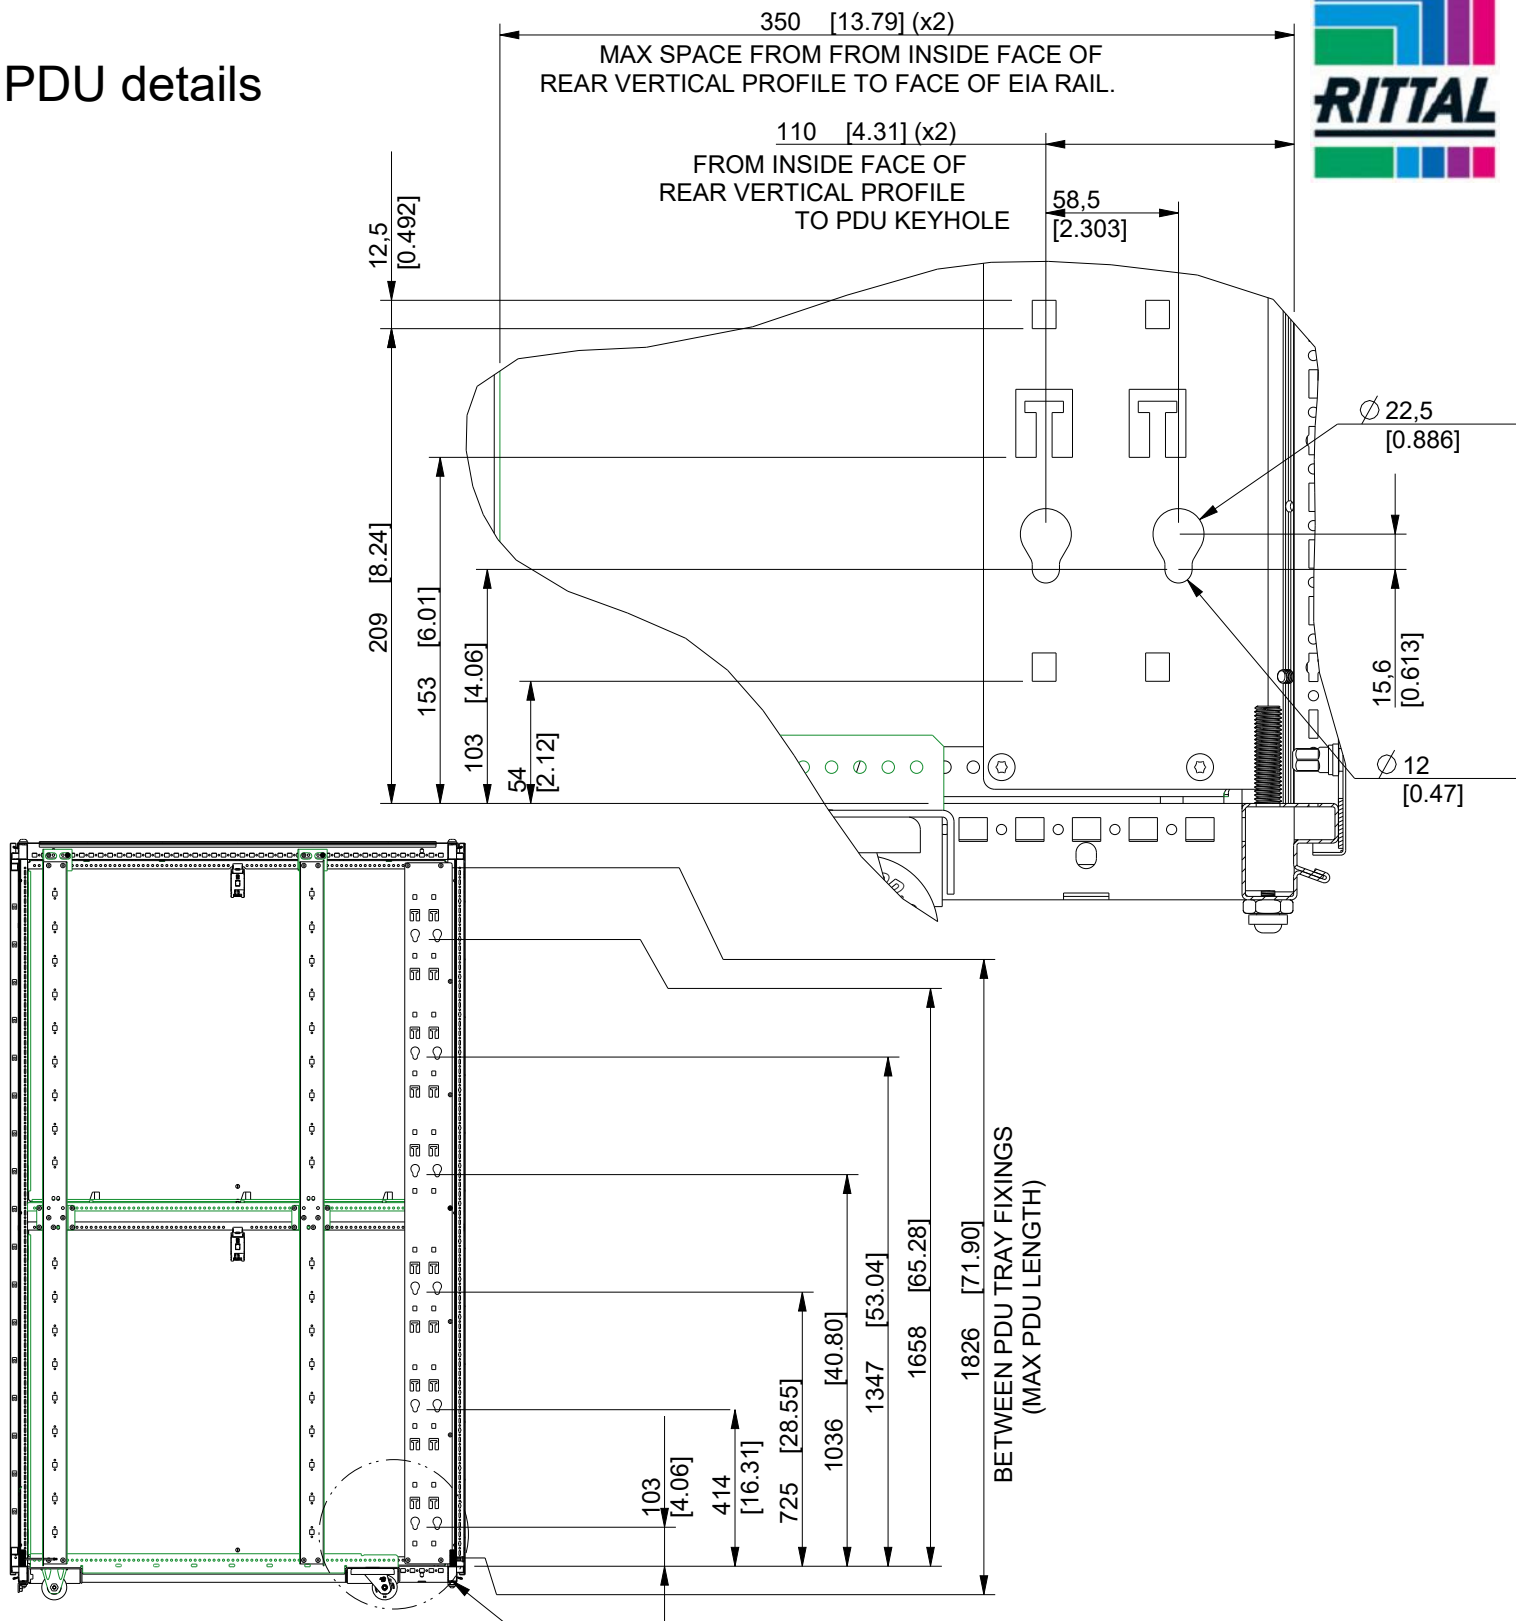 PDU details
350 [13.79] (x2)
MAX SPACE FROM FROM INSIDE FACE OF
REAR VERTICAL PROFILE TO FACE OF EIA RAIL.
RITTAL
110 [4.31] (x2)
FROM INSIDE FACE OF
REAR VERTICAL PROFILE
TO PDU KEYHOLE
58,5
[2.303]
12,5
[0.492]
⌀ 22,5
[0.886]
209 [8.24]
153 [6.01]
103 [4.06]
54
[2.12]
15,6
[0.613]
⌀ 12
[0.47]
103
[4.06]
414
[16.31]
725 [28.55]
1036 [40.80]
1347 [53.04]
1658 [65.28]
1826 [71.90]
BETWEEN PDU TRAY FIXINGS
(MAX PDU LENGTH)